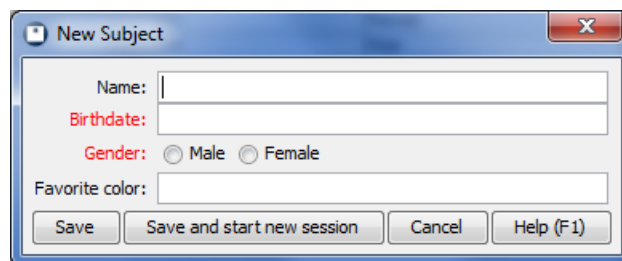 New Subject
Name:
Birthdate:
Gender: Male Female
Favorite color:
Save Save and start new session Cancel Help (F1)